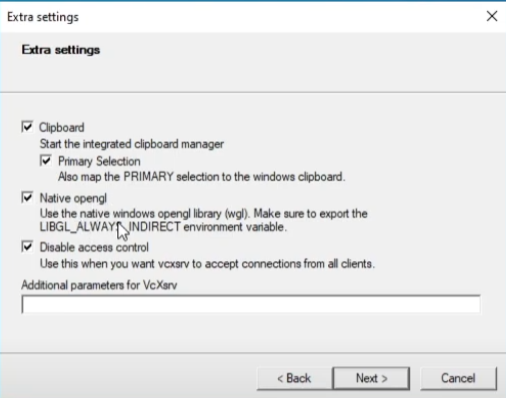 Extra settings
Extra settings
Clipboard
Start the integrated clipboard manager
Primary Selection
Also map the PRIMARY selection to the windows clipboard.
Native opengl
Use the native windows opengl library (wgl). Make sure to export the
LIBGL_ALWAYS_INDIRECT environment variable.
Disable access control
Use this when you want vcxsrv to accept connections from all clients.
Additional parameters for VcXsrv
< Back Next > Cancel